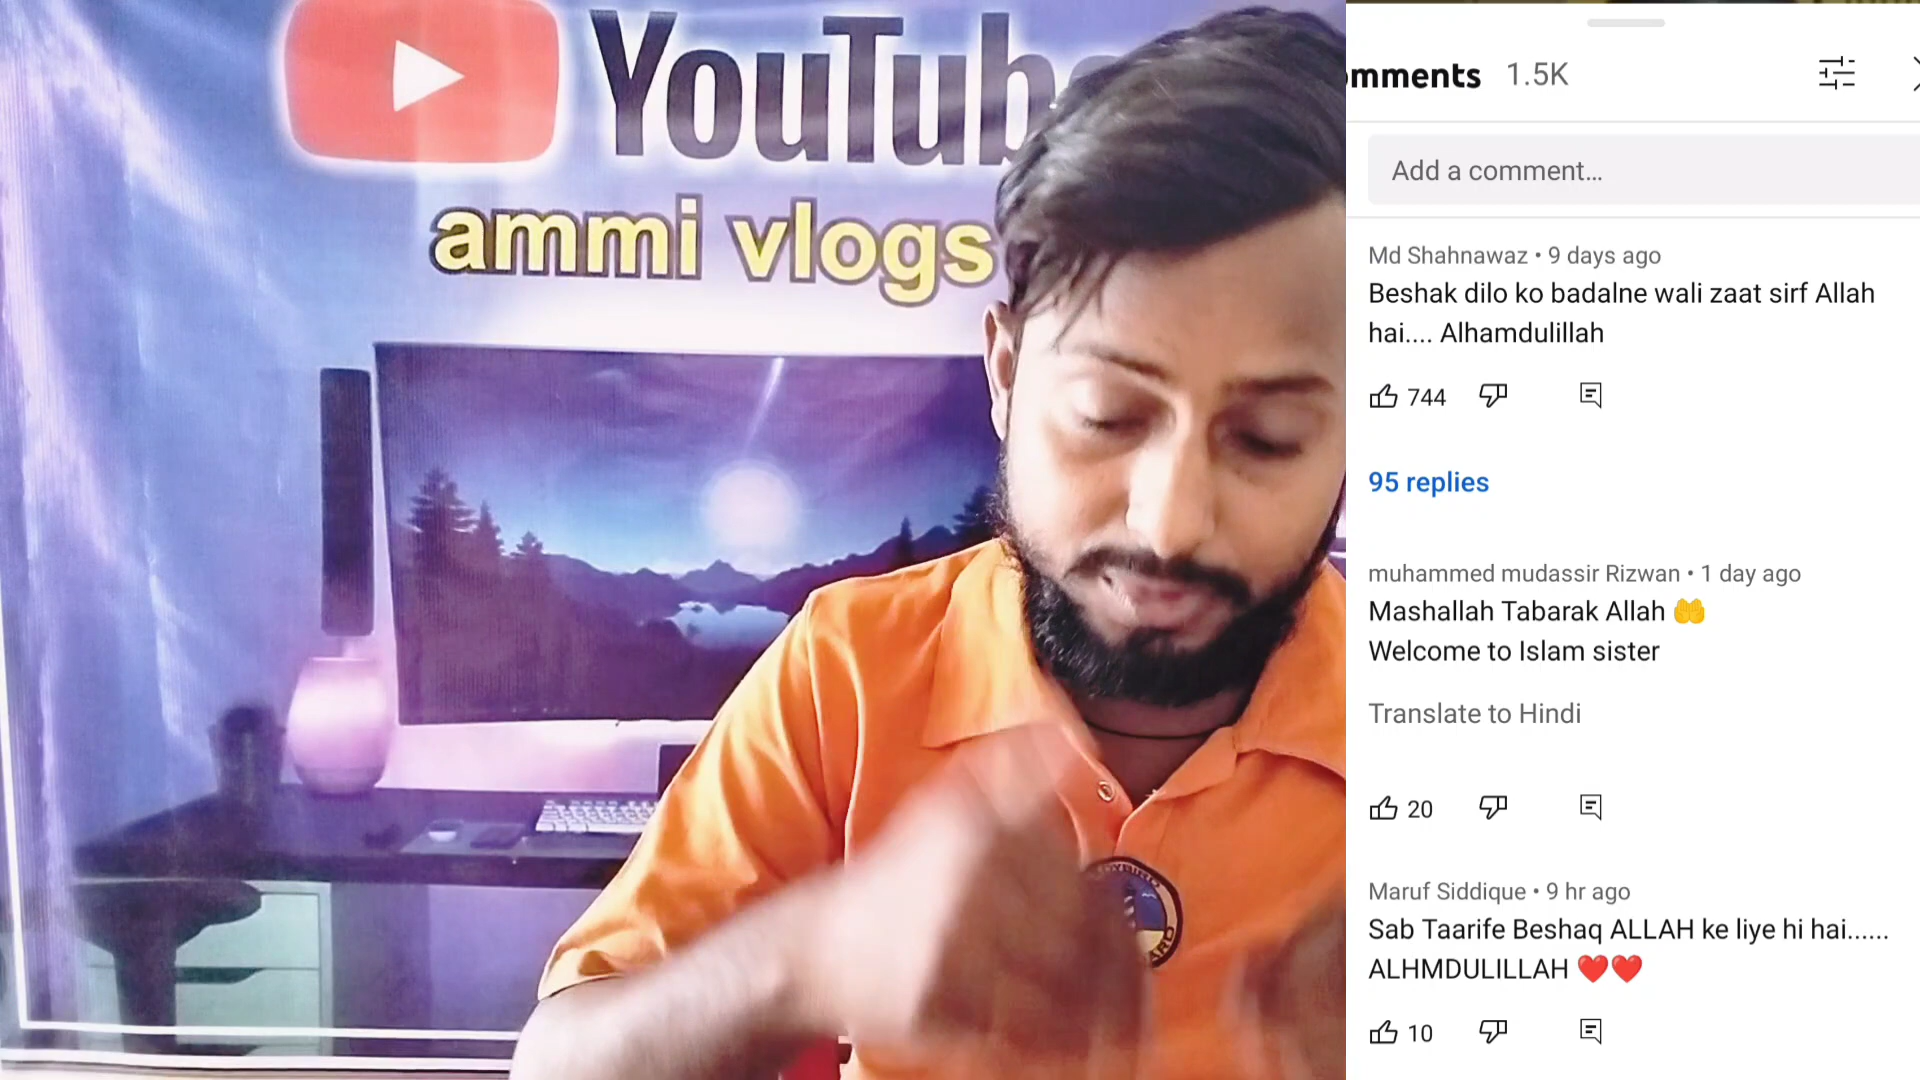 YouTub
ammi vlogs
omments 1.5K
Add a comment...
Md Shahnawaz • 9 days ago
Beshak dilo ko badalne wali zaat sirf Allah
hai.... Alhamdulillah
744
95 replies
muhammed mudassir Rizwan • 1 day ago
Mashallah Tabarak Allah 🤲
Welcome to Islam sister
Translate to Hindi
20
Maruf Siddique • 9 hr ago
Sab Taarife Beshaq ALLAH ke liye hi hai......
ALHMDULILLAH ❤️❤️
10